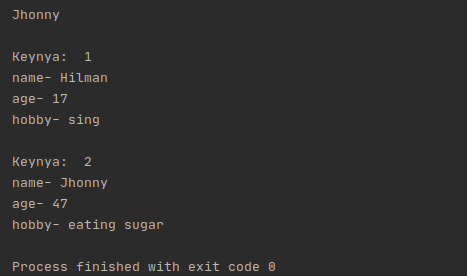 Jhonny
Keynya:  1
name- Hilman
age- 17
hobby- sing
Keynya:  2
name- Jhonny
age- 47
hobby- eating sugar
Process finished with exit code 0